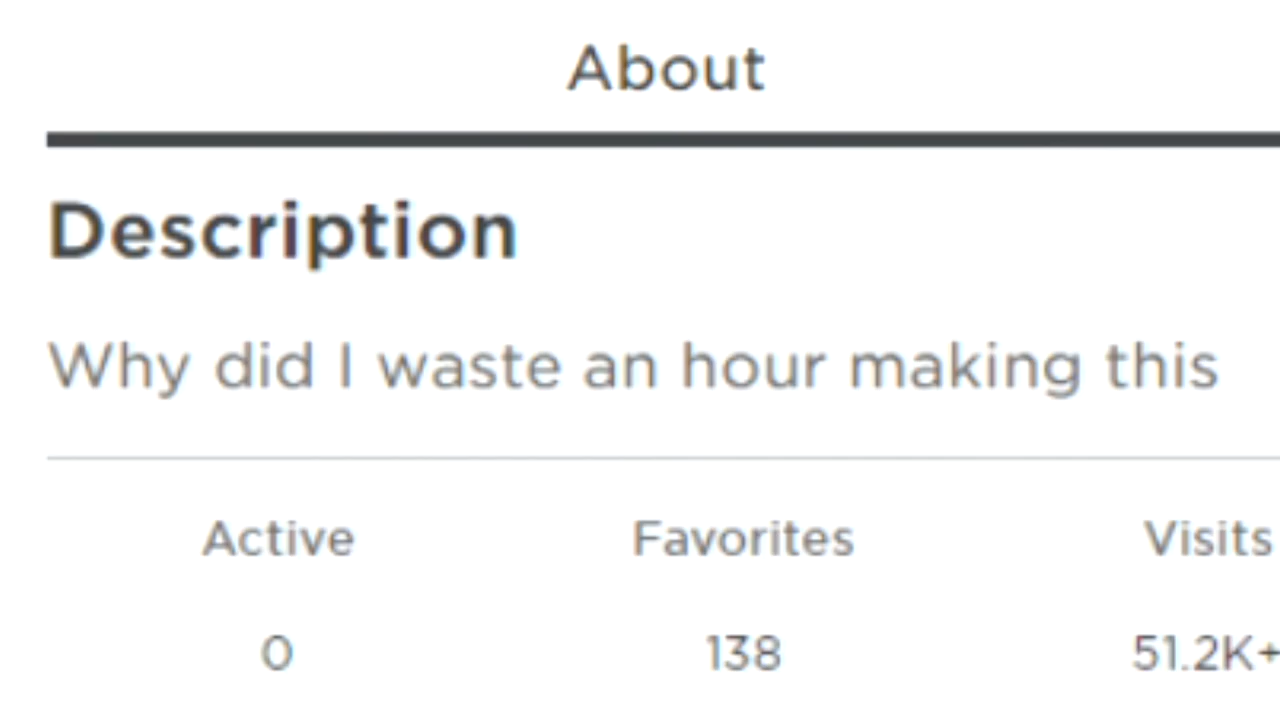 About
Description
Why did I waste an hour making this
Active Favorites Visits
0 138 51.2K+